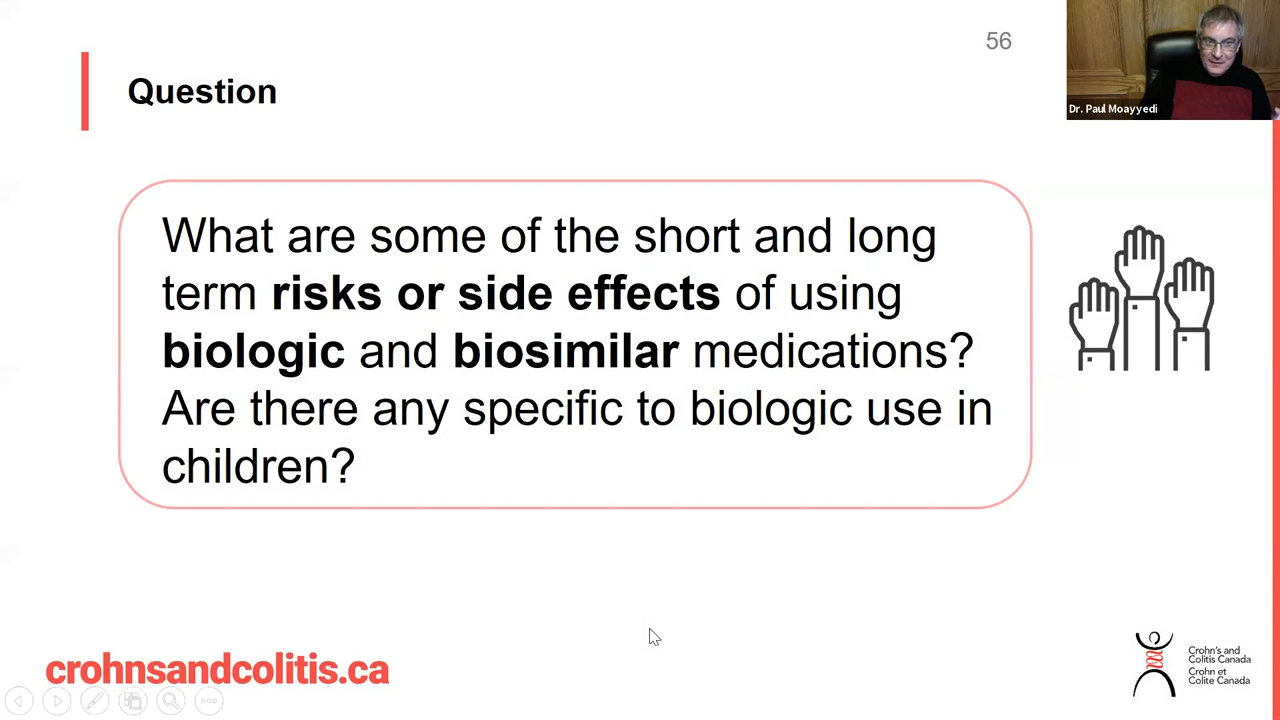 56
Question
Dr. Paul Moayyedi
What are some of the short and long
term risks or side effects of using
biologic and biosimilar medications?
Are there any specific to biologic use in
children?
crohnsandcolitis.ca
Crohn's and
Colitis Canada
Crohn et
Colite Canada